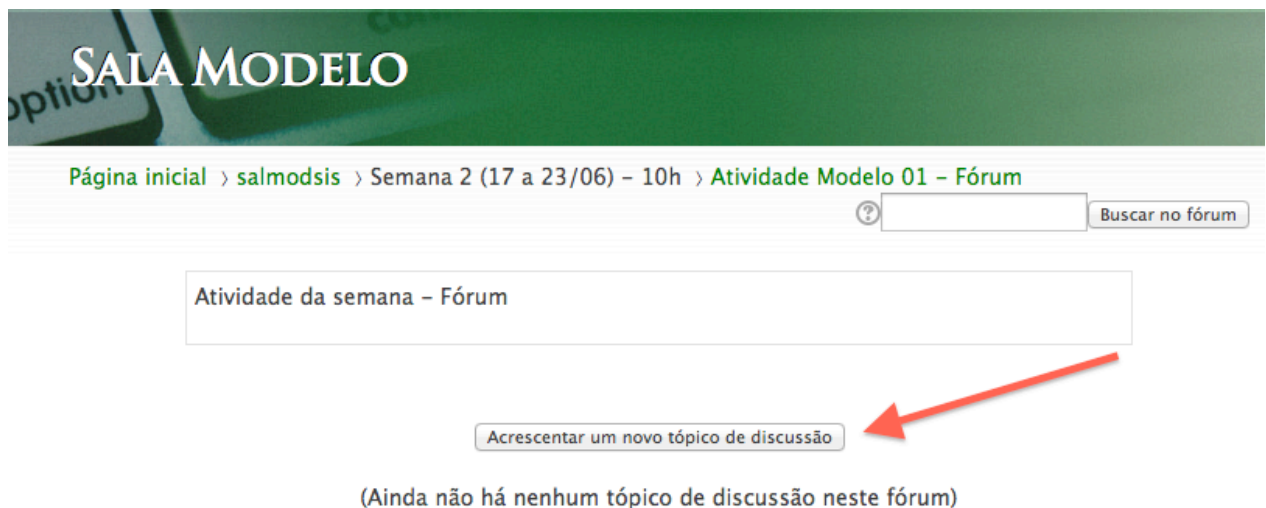 option
SALA MODELO
Página inicial › salmodsis › Semana 2 (17 a 23/06) – 10h › Atividade Modelo 01 – Fórum
? Buscar no fórum
Atividade da semana – Fórum
Acrescentar um novo tópico de discussão
(Ainda não há nenhum tópico de discussão neste fórum)